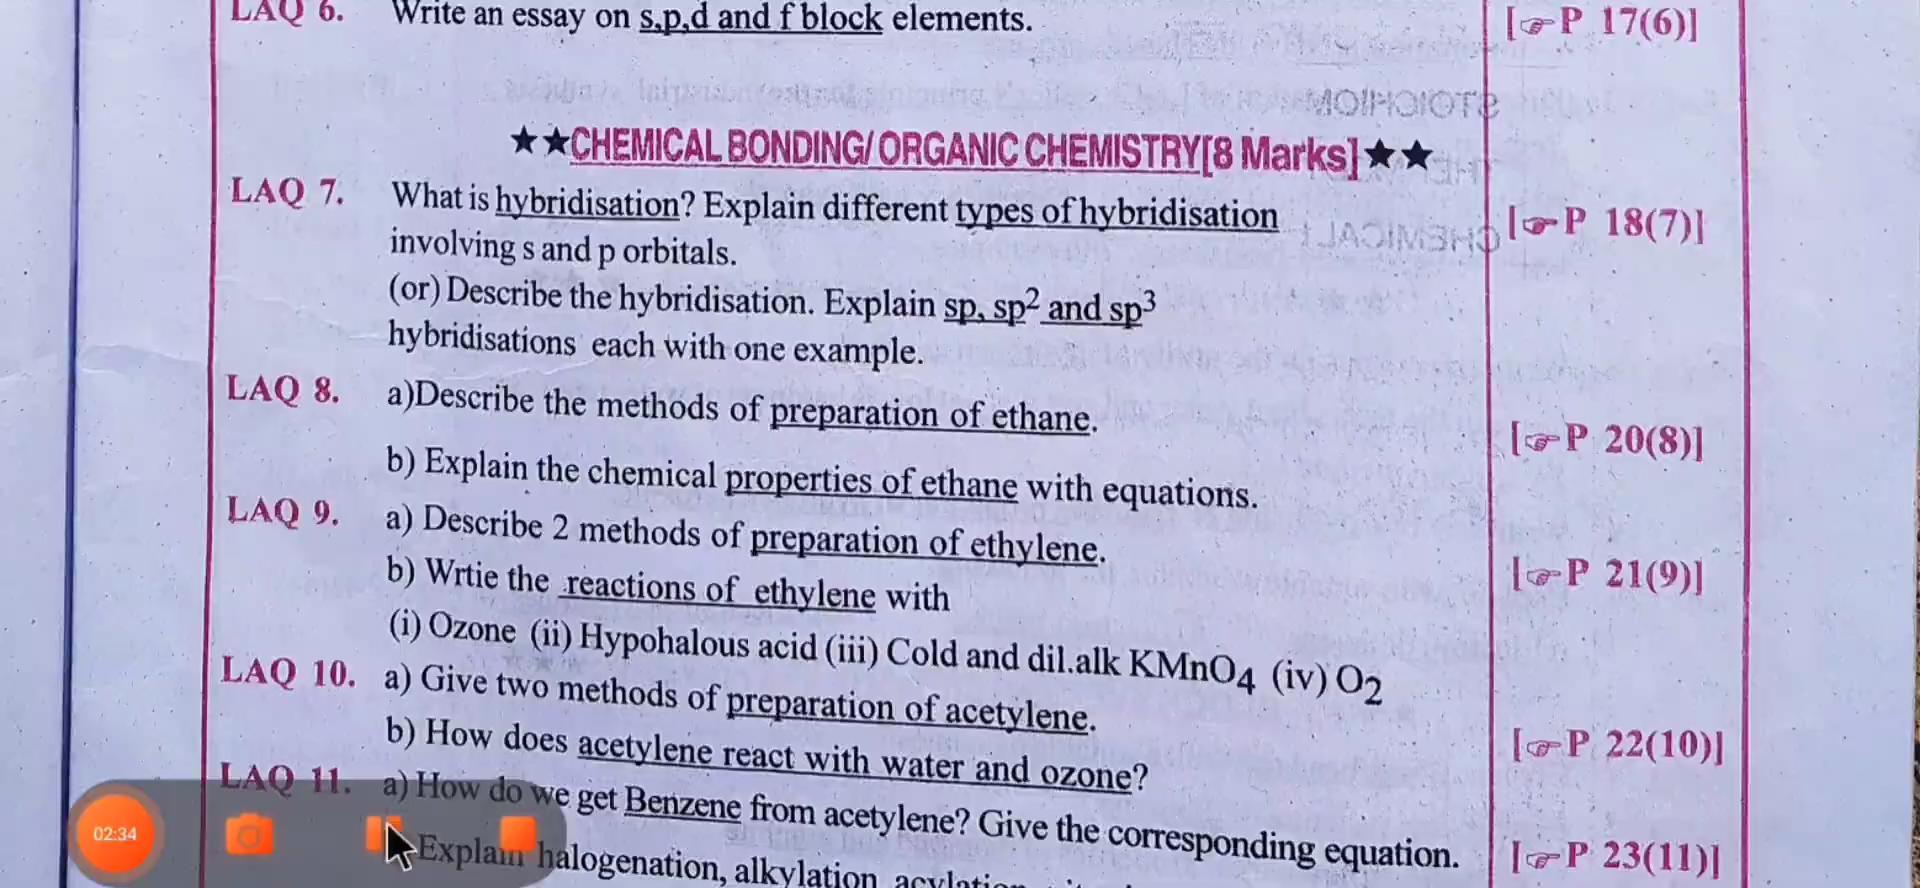 LAQ 6. Write an essay on s,p,d and f block elements. [☞P 17(6)]
★★CHEMICAL BONDING/ ORGANIC CHEMISTRY[8 Marks]★★
LAQ 7. What is hybridisation? Explain different types of hybridisation [☞P 18(7)]
involving s and p orbitals.
(or) Describe the hybridisation. Explain sp, sp² and sp³
hybridisations each with one example.
LAQ 8. a)Describe the methods of preparation of ethane. [☞P 20(8)]
b) Explain the chemical properties of ethane with equations.
LAQ 9. a) Describe 2 methods of preparation of ethylene. [☞P 21(9)]
b) Wrtie the reactions of ethylene with
(i) Ozone (ii) Hypohalous acid (iii) Cold and dil.alk KMnO₄ (iv) O₂
LAQ 10. a) Give two methods of preparation of acetylene. [☞P 22(10)]
b) How does acetylene react with water and ozone?
LAQ 11. a) How do we get Benzene from acetylene? Give the corresponding equation. [☞P 23(11)]
Explain halogenation, alkylation
02:34